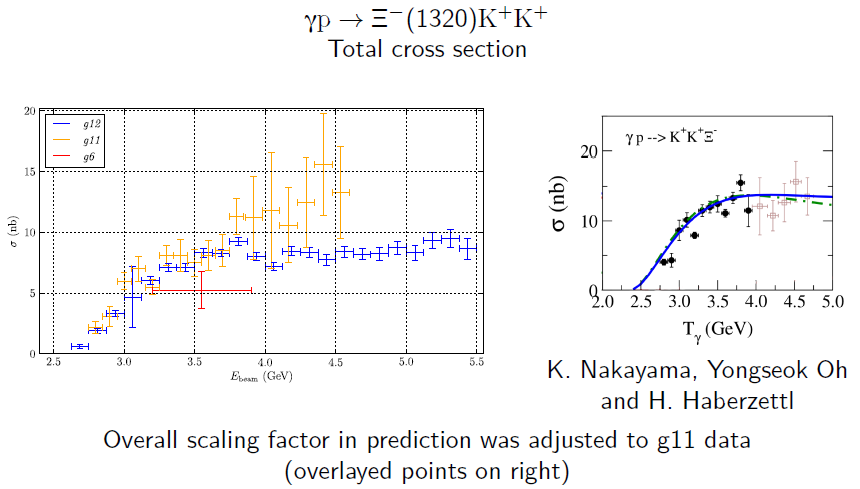 γp → Ξ⁻(1320)K⁺K⁺
Total cross section
g12
g11
g6
20
15
10
5
0
σ (nb)
2.5 3.0 3.5 4.0 4.5 5.0 5.5
E_beam (GeV)
γ p --> K⁺K⁺Ξ⁻
20
10
0
σ (nb)
2.0 2.5 3.0 3.5 4.0 4.5 5.0
T_γ (GeV)
K. Nakayama, Yongseok Oh
and H. Haberzettl
Overall scaling factor in prediction was adjusted to g11 data
(overlayed points on right)